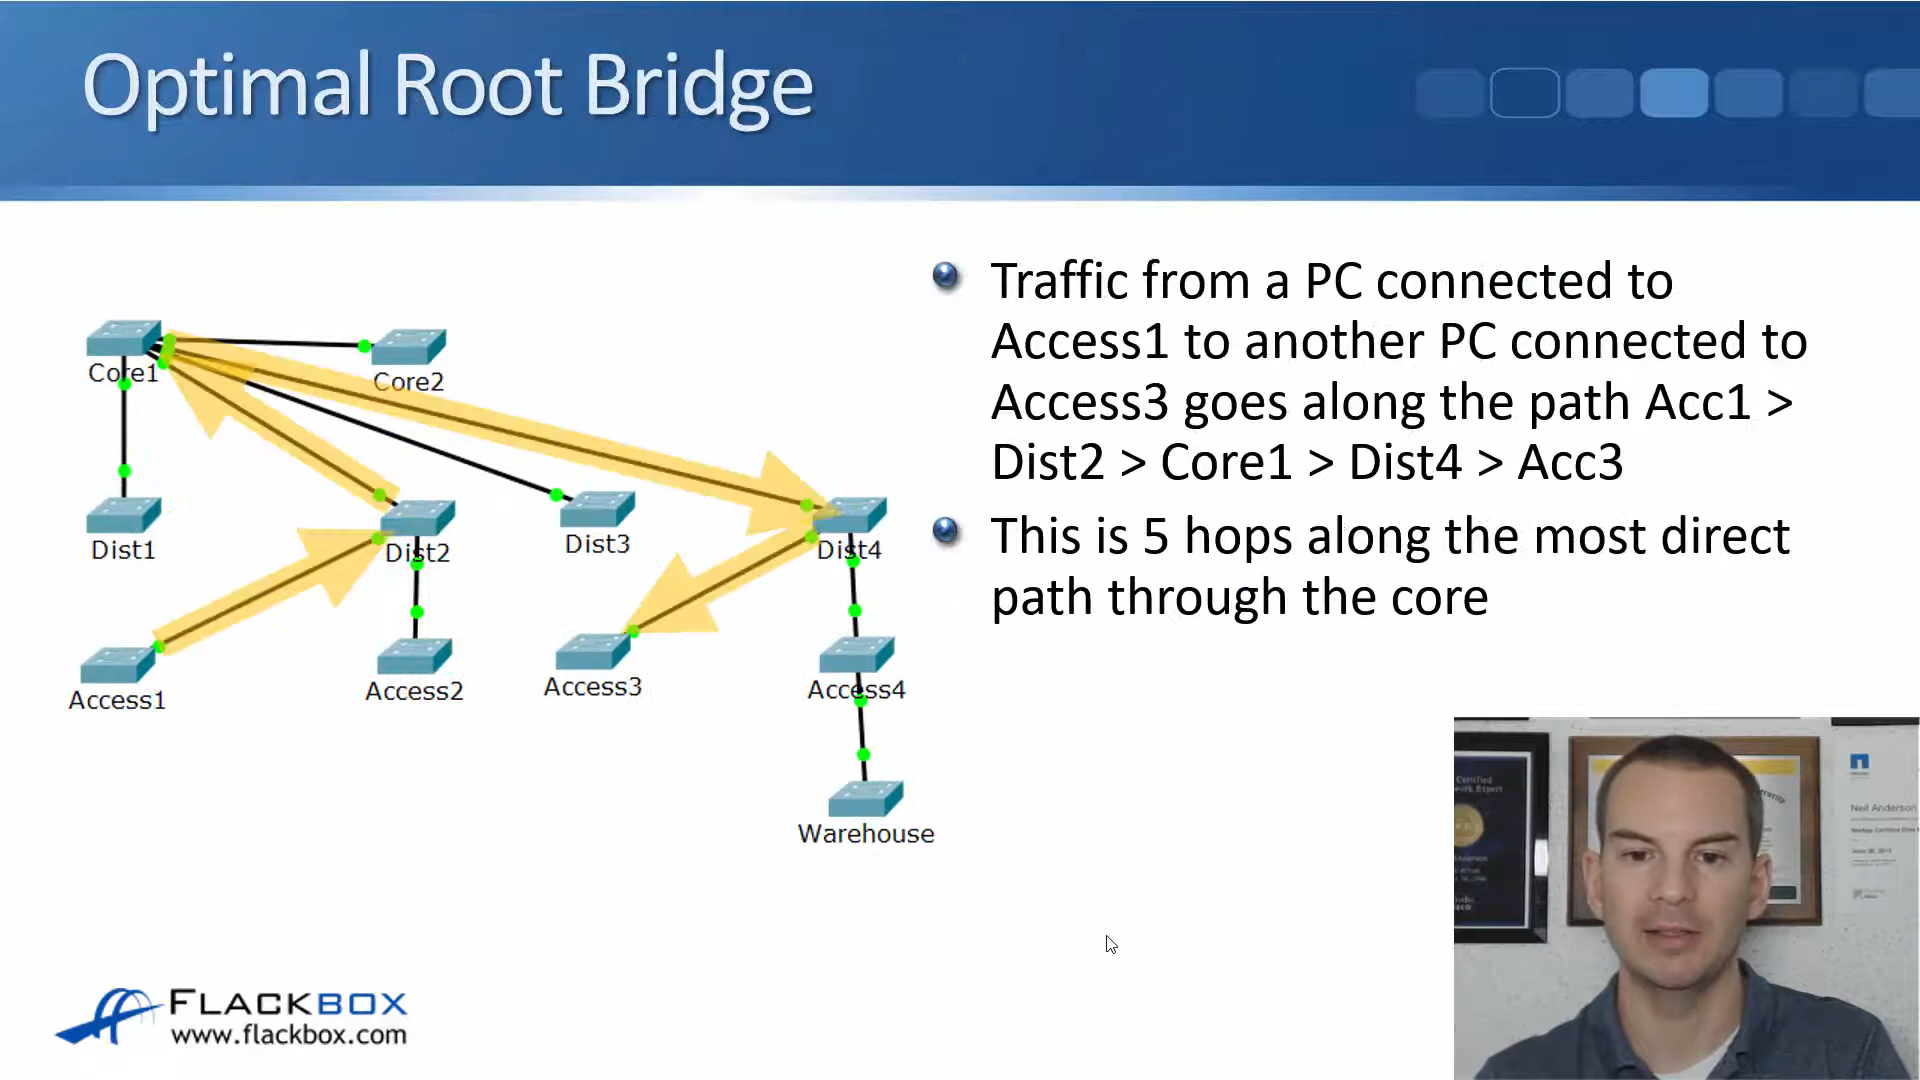 Optimal Root Bridge
Traffic from a PC connected to
Access1 to another PC connected to
Access3 goes along the path Acc1 >
Dist2 > Core1 > Dist4 > Acc3
This is 5 hops along the most direct
path through the core
Core1
Core2
Dist1
Dist2
Dist3
Dist4
Access1
Access2
Access3
Access4
Warehouse
FLACKBOX
www.flackbox.com
Neil Anderson